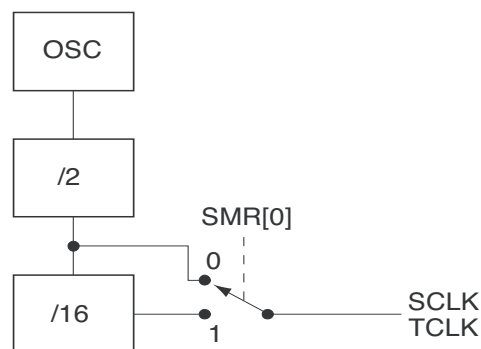 OSC
/2
SMR[0]
0
/16
1
SCLK
TCLK